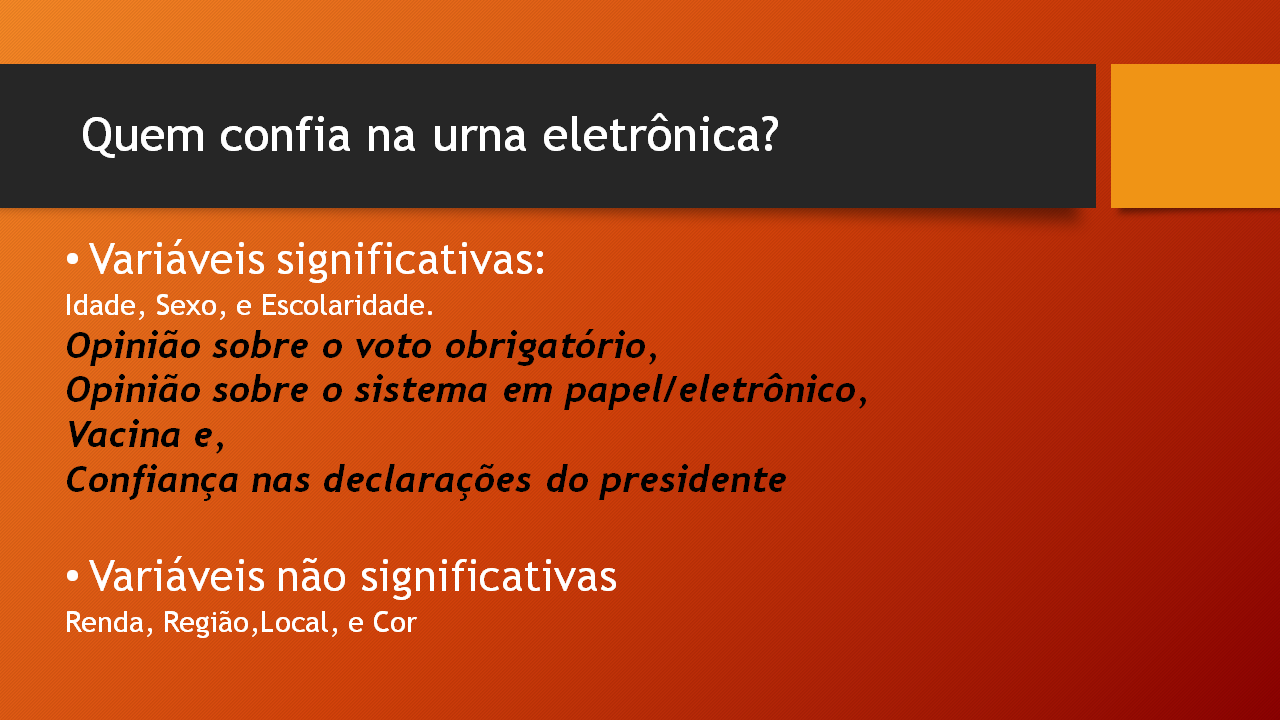 Quem confia na urna eletrônica?
• Variáveis significativas:
Idade, Sexo, e Escolaridade.
Opinião sobre o voto obrigatório,
Opinião sobre o sistema em papel/eletrônico,
Vacina e,
Confiança nas declarações do presidente
• Variáveis não significativas
Renda, Região,Local, e Cor